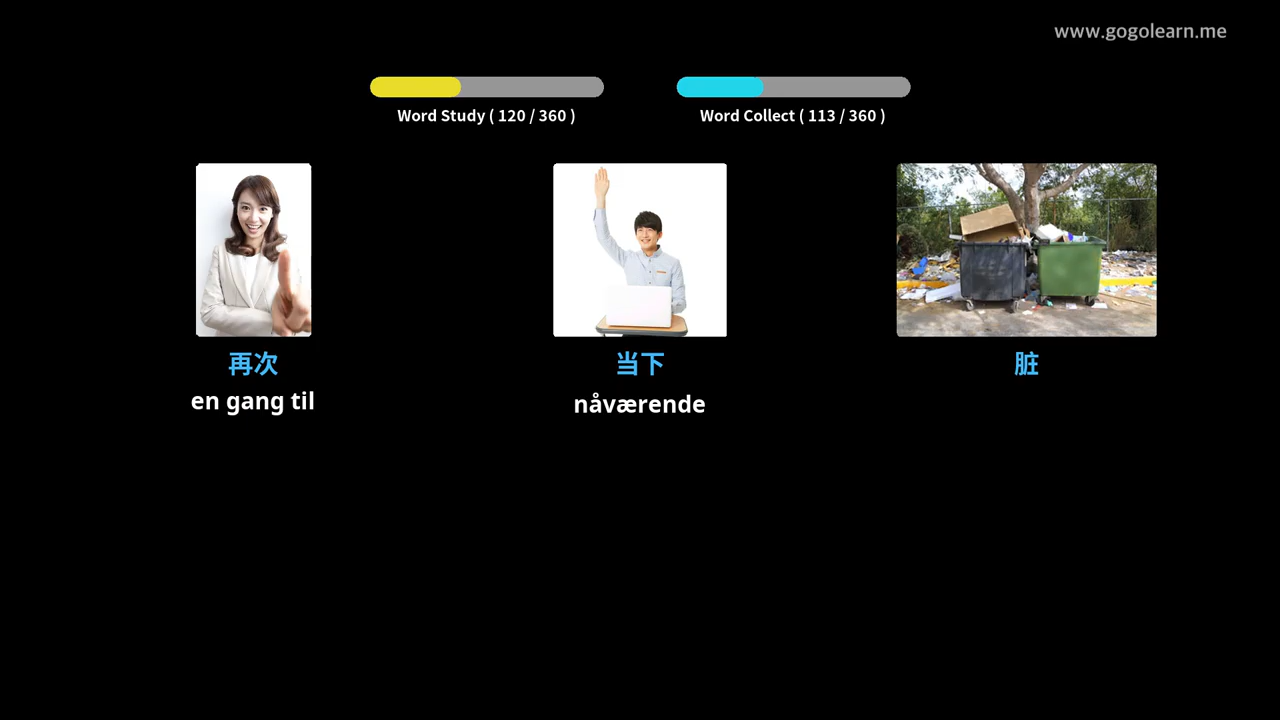 www.gogolearn.me
Word Study ( 120 / 360 )
Word Collect ( 113 / 360 )
再次
当下
脏
en gang til
nåværende